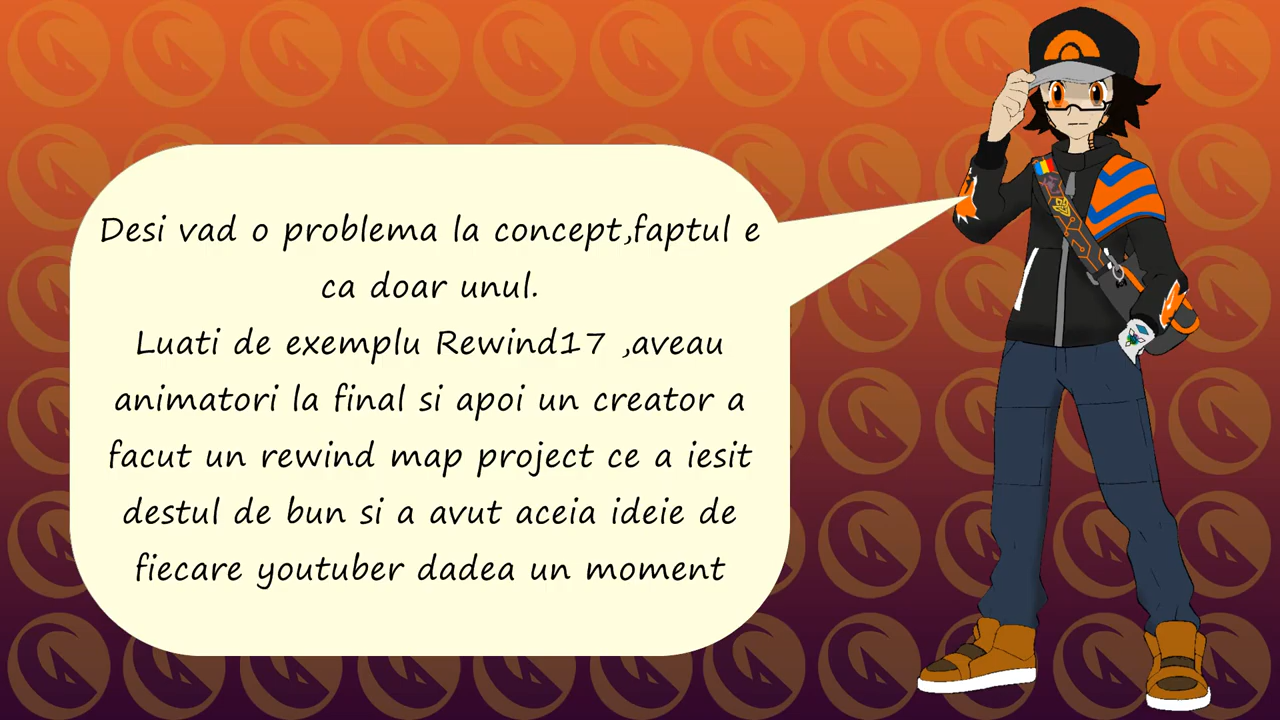 Desi vad o problema la concept,faptul e
ca doar unul.
Luati de exemplu Rewind17 ,aveau
animatori la final si apoi un creator a
facut un rewind map project ce a iesit
destul de bun si a avut aceia ideie de
fiecare youtuber dadea un moment